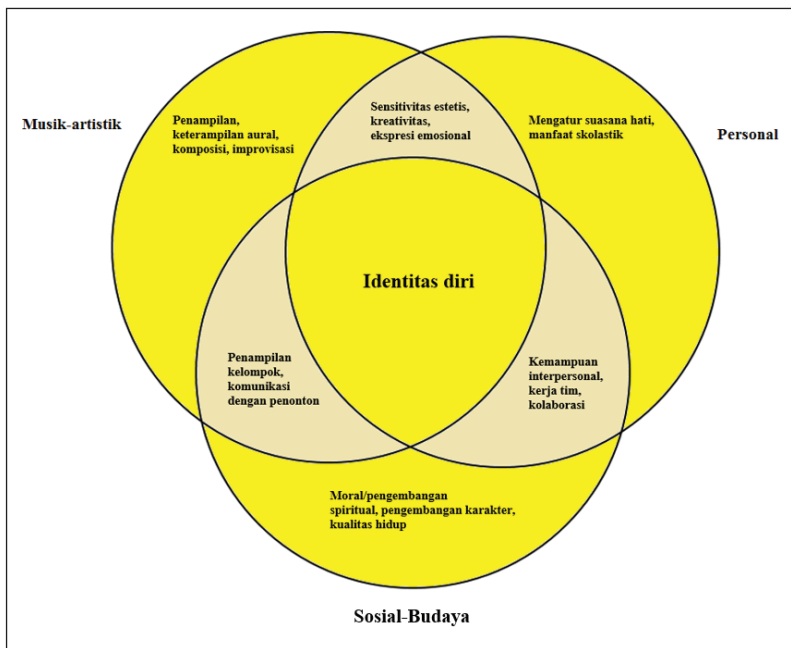 Musik-artistik
Penampilan,
keterampilan aural,
komposisi, improvisasi
Sensitivitas estetis,
kreativitas,
ekspresi emosional
Mengatur suasana hati,
manfaat skolastik
Personal
Identitas diri
Penampilan
kelompok,
komunikasi
dengan penonton
Kemampuan
interpersonal,
kerja tim,
kolaborasi
Moral/pengembangan
spiritual, pengembangan karakter,
kualitas hidup
Sosial-Budaya